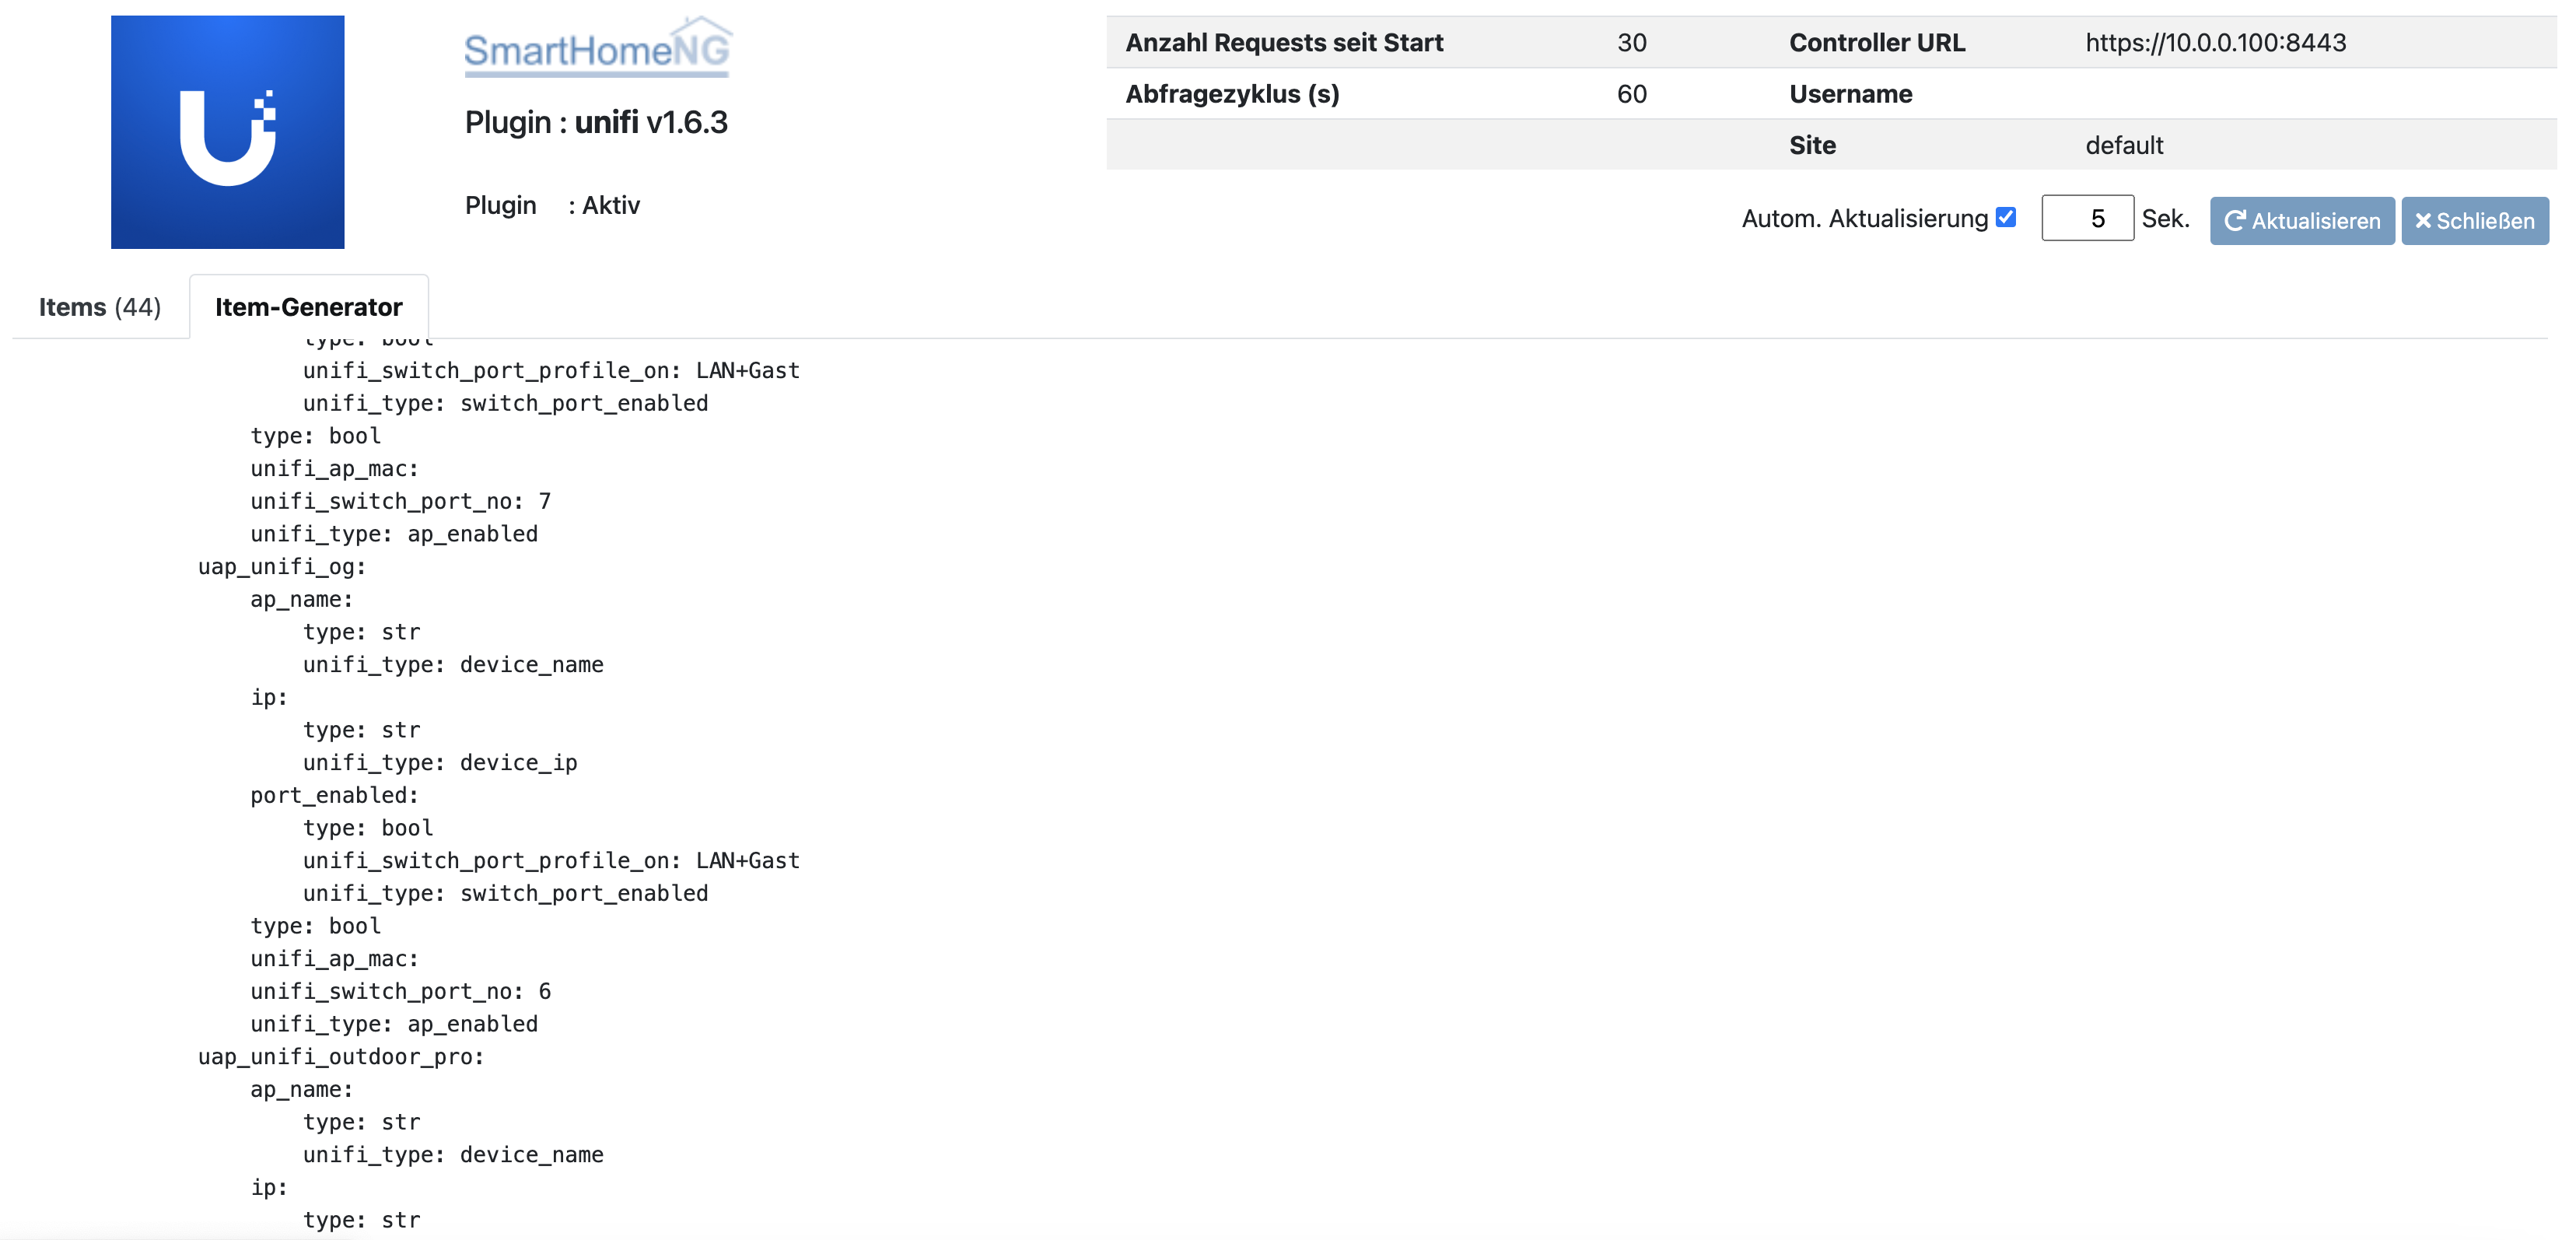 SmartHomeNG
Plugin : unifi v1.6.3
Plugin : Aktiv
Anzahl Requests seit Start 30 Controller URL https://10.0.0.100:8443
Abfragezyklus (s) 60 Username
Site default
Autom. Aktualisierung 5 Sek. Aktualisieren Schließen
Items (44) Item-Generator
type: bool
unifi_switch_port_profile_on: LAN+Gast
unifi_type: switch_port_enabled
type: bool
unifi_ap_mac:
unifi_switch_port_no: 7
unifi_type: ap_enabled
uap_unifi_og:
ap_name:
type: str
unifi_type: device_name
ip:
type: str
unifi_type: device_ip
port_enabled:
type: bool
unifi_switch_port_profile_on: LAN+Gast
unifi_type: switch_port_enabled
type: bool
unifi_ap_mac:
unifi_switch_port_no: 6
unifi_type: ap_enabled
uap_unifi_outdoor_pro:
ap_name:
type: str
unifi_type: device_name
ip:
type: str